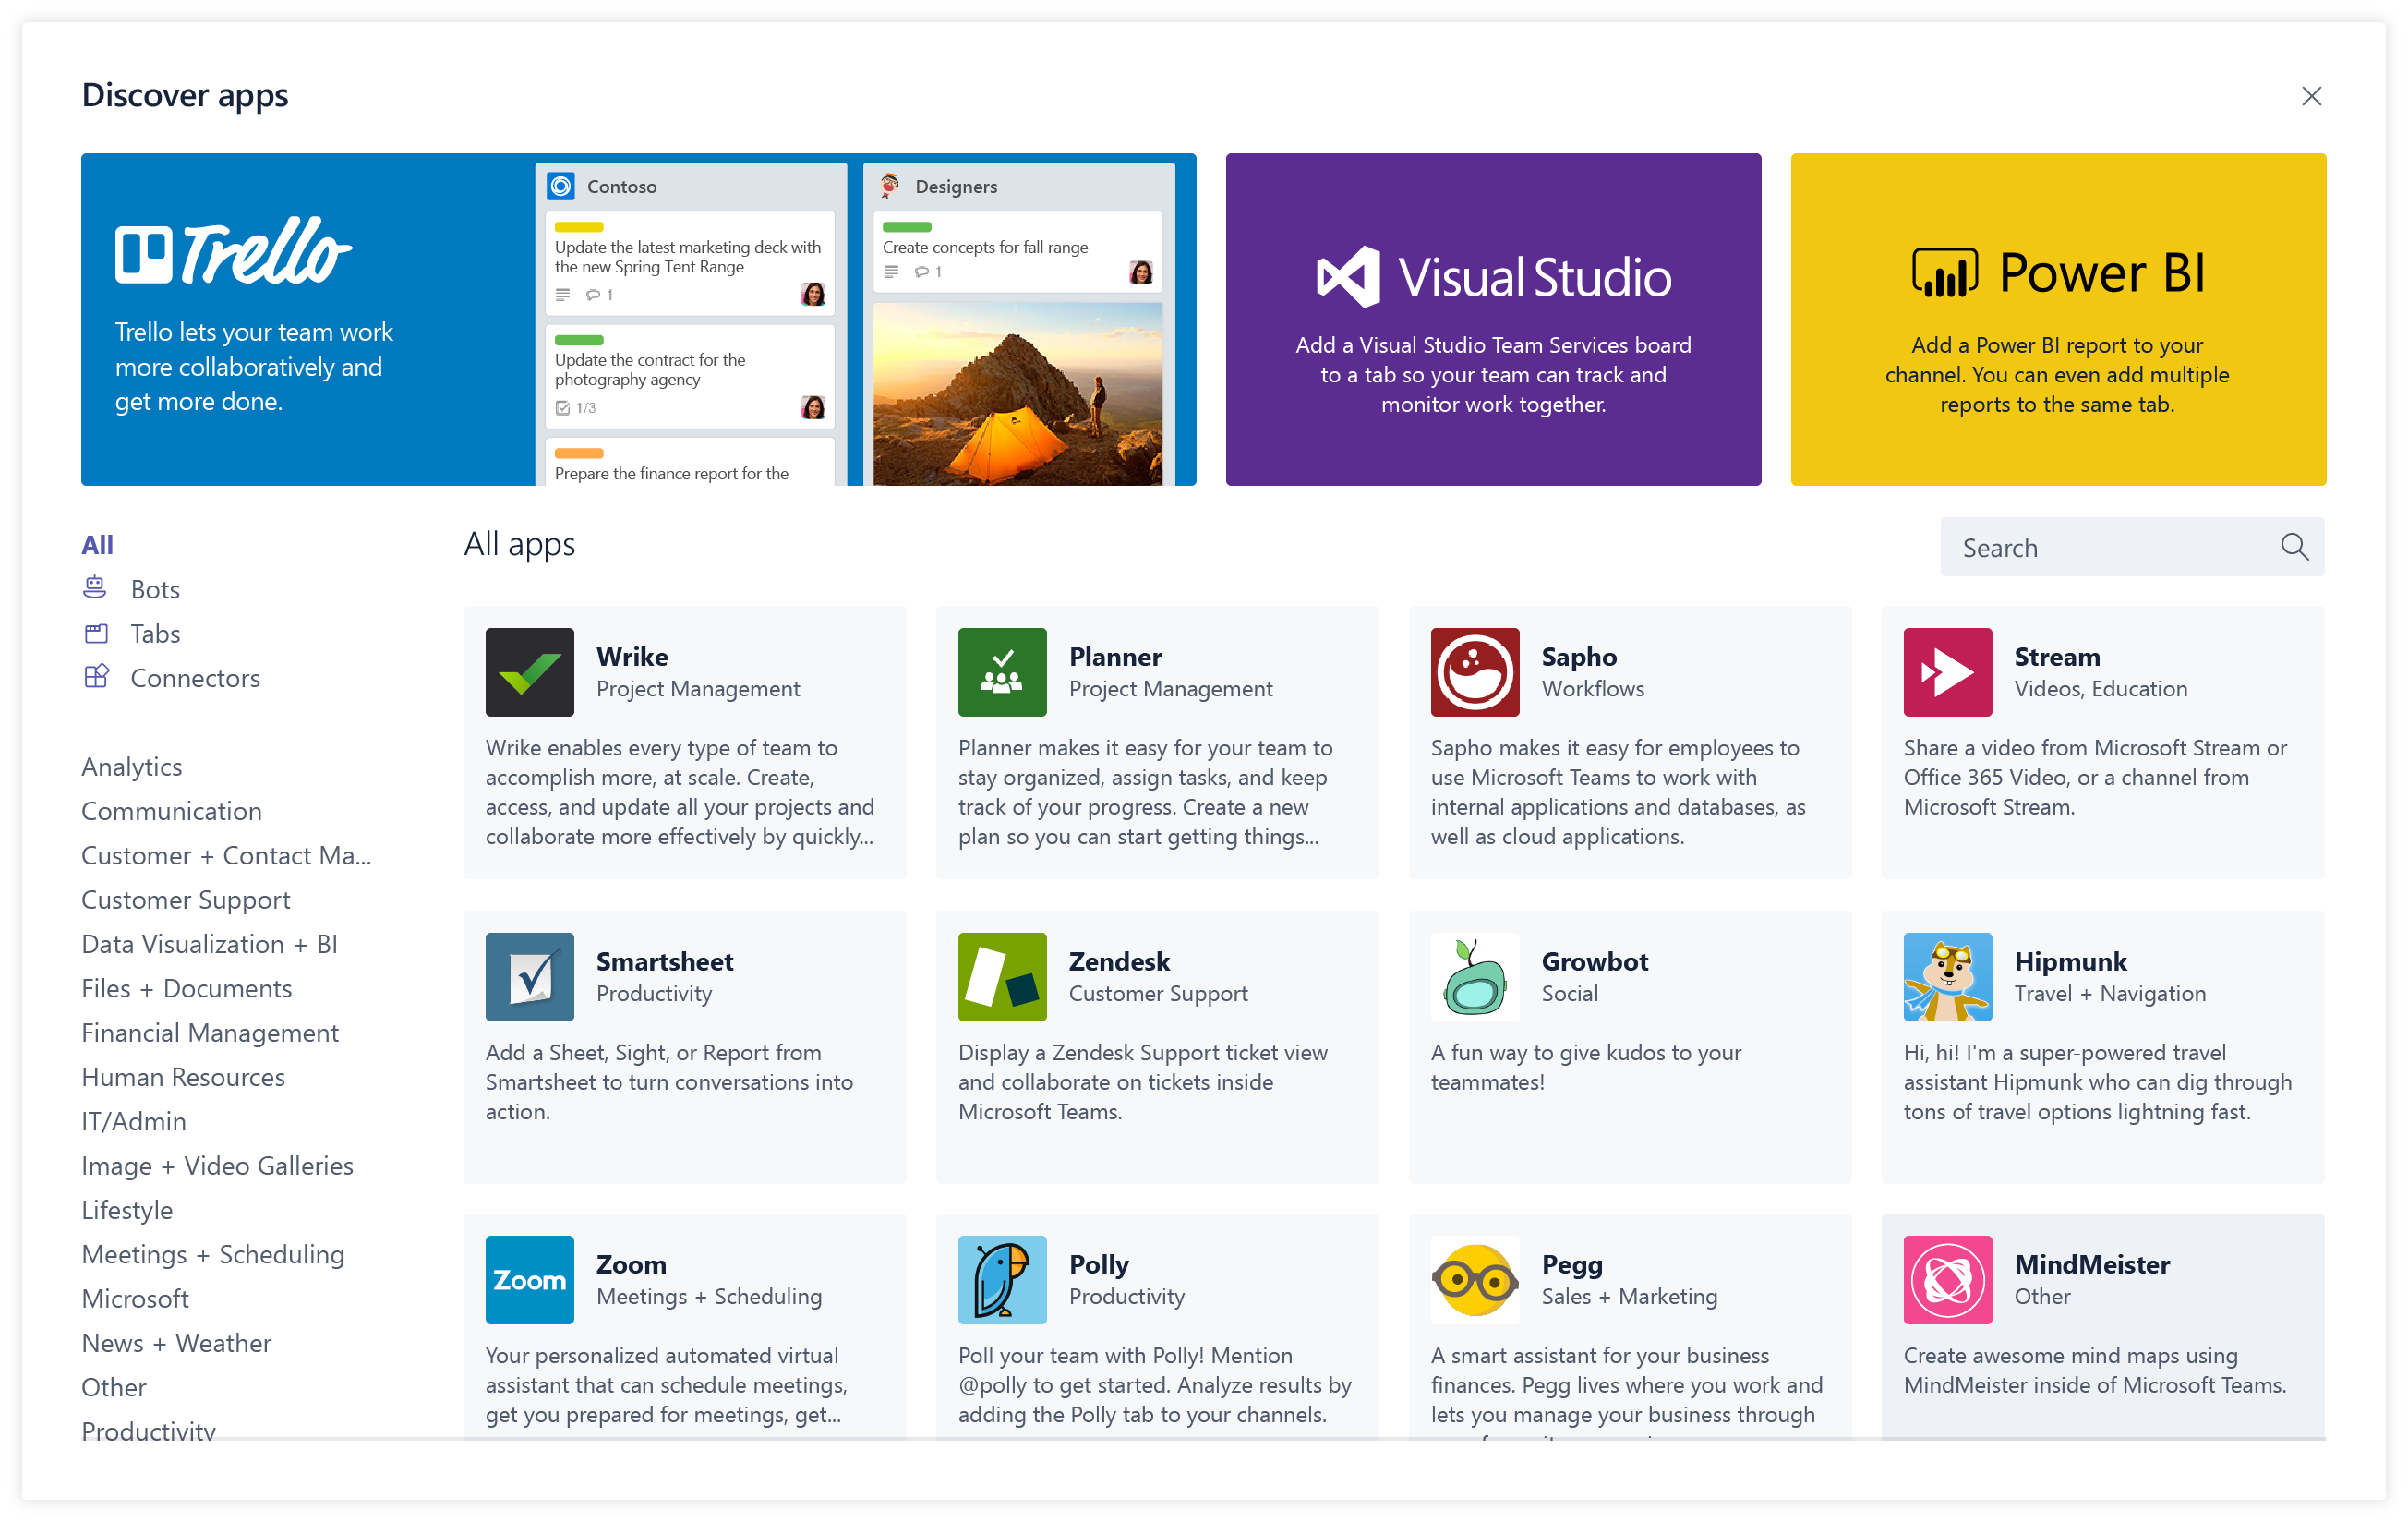 Discover apps
Trello
Trello lets your team work
more collaboratively and
get more done.
Contoso
Update the latest marketing deck with
the new Spring Tent Range
1
Update the contract for the
photography agency
1/3
Prepare the finance report for the
Designers
Create concepts for fall range
1
Visual Studio
Add a Visual Studio Team Services board
to a tab so your team can track and
monitor work together.
Power BI
Add a Power BI report to your
channel. You can even add multiple
reports to the same tab.
All
Bots
Tabs
Connectors
Analytics
Communication
Customer + Contact Ma...
Customer Support
Data Visualization + BI
Files + Documents
Financial Management
Human Resources
IT/Admin
Image + Video Galleries
Lifestyle
Meetings + Scheduling
Microsoft
News + Weather
Other
Productivity
All apps
Search
Wrike
Project Management
Wrike enables every type of team to
accomplish more, at scale. Create,
access, and update all your projects and
collaborate more effectively by quickly...
Planner
Project Management
Planner makes it easy for your team to
stay organized, assign tasks, and keep
track of your progress. Create a new
plan so you can start getting things...
Sapho
Workflows
Sapho makes it easy for employees to
use Microsoft Teams to work with
internal applications and databases, as
well as cloud applications.
Stream
Videos, Education
Share a video from Microsoft Stream or
Office 365 Video, or a channel from
Microsoft Stream.
Smartsheet
Productivity
Add a Sheet, Sight, or Report from
Smartsheet to turn conversations into
action.
Zendesk
Customer Support
Display a Zendesk Support ticket view
and collaborate on tickets inside
Microsoft Teams.
Growbot
Social
A fun way to give kudos to your
teammates!
Hipmunk
Travel + Navigation
Hi, hi! I'm a super-powered travel
assistant Hipmunk who can dig through
tons of travel options lightning fast.
Zoom
Zoom
Meetings + Scheduling
Your personalized automated virtual
assistant that can schedule meetings,
get you prepared for meetings, get...
Polly
Productivity
Poll your team with Polly! Mention
@polly to get started. Analyze results by
adding the Polly tab to your channels.
Pegg
Sales + Marketing
A smart assistant for your business
finances. Pegg lives where you work and
lets you manage your business through
MindMeister
Other
Create awesome mind maps using
MindMeister inside of Microsoft Teams.